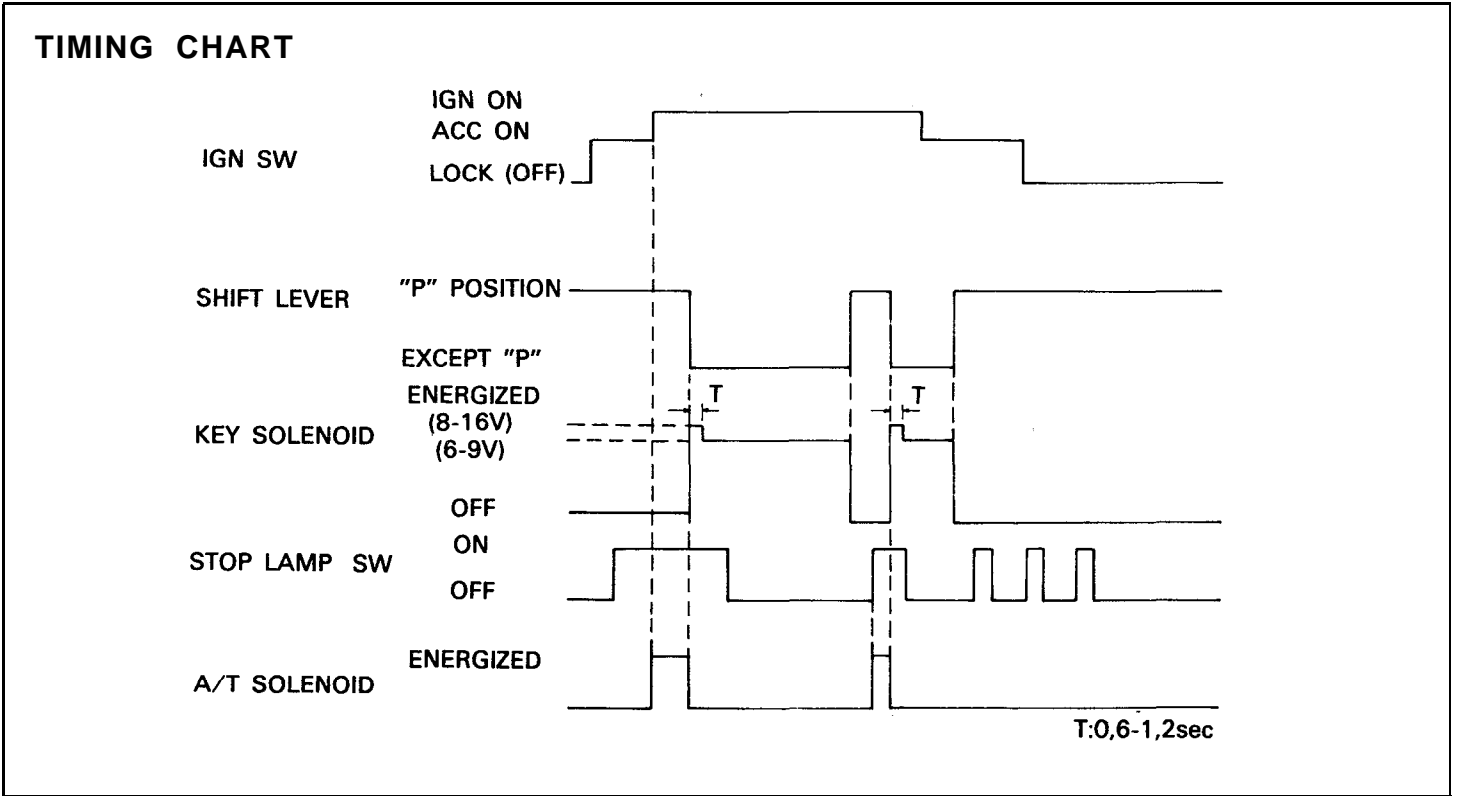 TIMING CHART
IGN SW
IGN ON
ACC ON
LOCK (OFF)
SHIFT LEVER
"P" POSITION
EXCEPT "P"
KEY SOLENOID
ENERGIZED
(8-16V)
(6-9V)
OFF
T
T
STOP LAMP SW
ON
OFF
A/T SOLENOID
ENERGIZED
T:0,6-1,2sec